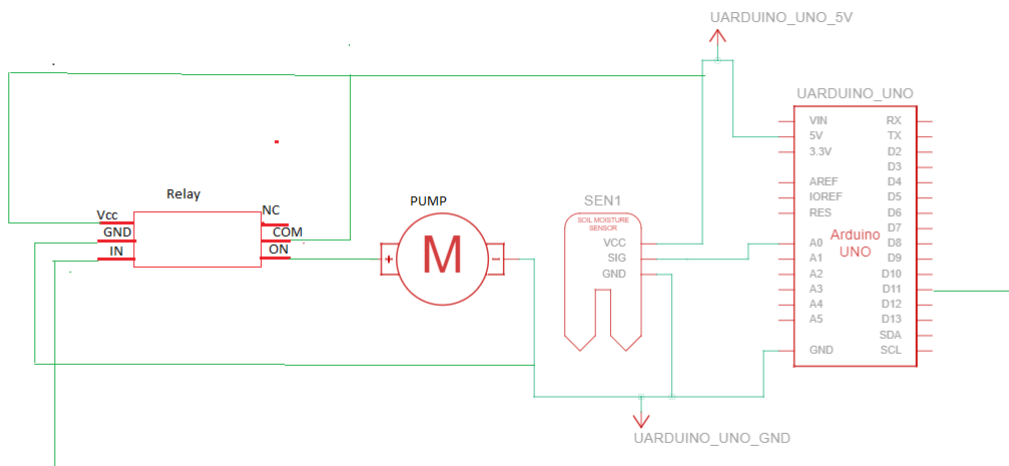 UARDUINO_UNO_5V
UARDUINO_UNO
VIN RX
5V TX
3.3V D2
D3
AREF D4
IOREF D5
RES D6
D7
A0 D8
A1 D9
A2 D10
A3 D11
A4 D12
A5 D13
SDA
GND SCL
Arduino
UNO
Relay
Vcc NC
GND COM
IN ON
PUMP
+ M -
SEN1
SOIL MOISTURE
SENSOR
VCC
SIG
GND
UARDUINO_UNO_GND